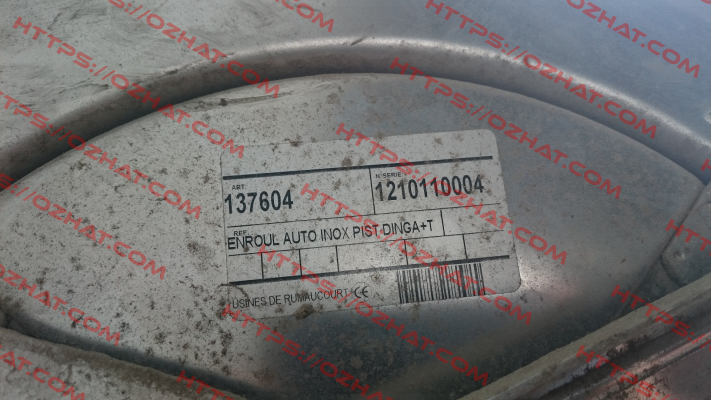 ART.
137604
N. SERIE
1210110004
REF.
ENROUL AUTO INOX PIST DINGA+T
USINES DE RUMAUCOURT CE
HTTPS://OZHAT.COM